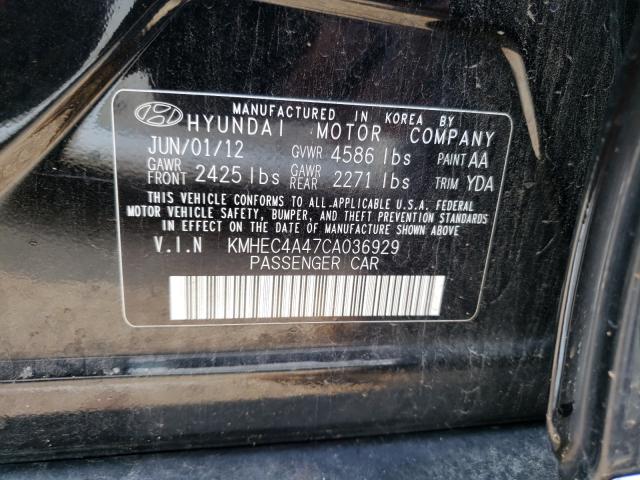 MANUFACTURED IN KOREA BY
HYUNDAI MOTOR COMPANY
JUN/01/12 GVWR 4586 lbs PAINT AA
GAWR FRONT 2425 lbs GAWR REAR 2271 lbs TRIM YDA
THIS VEHICLE CONFORMS TO ALL APPLICABLE U.S.A. FEDERAL
MOTOR VEHICLE SAFETY, BUMPER, AND THEFT PREVENTION STANDARDS
IN EFFECT ON THE DATE OF MANUFACTURE SHOWN ABOVE.
V.I.N KMHEC4A47CA036929
PASSENGER CAR